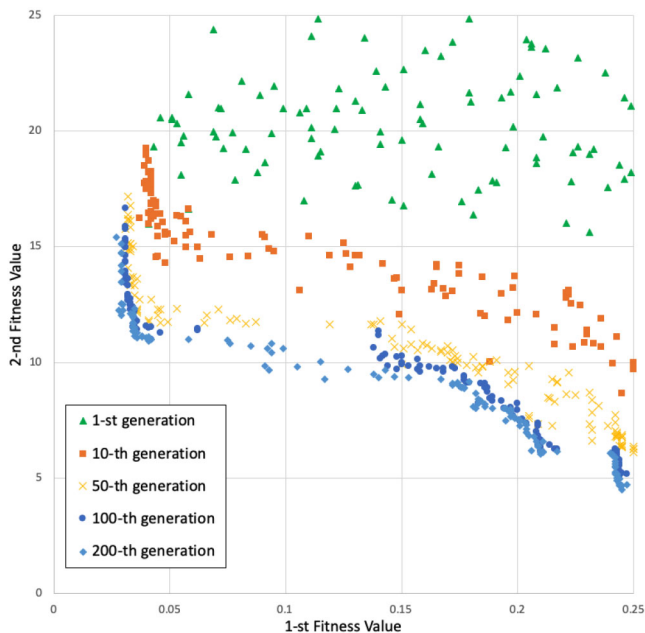 25
20
15
10
5
0
2-nd Fitness Value
1-st generation
10-th generation
50-th generation
100-th generation
200-th generation
0
0.05
0.1
0.15
0.2
0.25
1-st Fitness Value